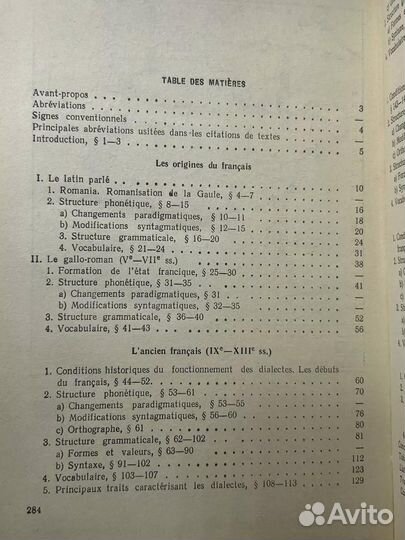 TABLE DES MATIÈRES
Avant-propos . . . . . . . . . . . . . . . . 3
Abréviations . . . . . . . . . . . . . . . . —
Signes conventionnels . . . . . . . . . . . . 4
Principales abréviations usitées dans les citations de textes . . . . —
Introduction, § 1—3 . . . . . . . . . . . . . 5
Les origines du français
I. Le latin parlé . . . . . . . . . . . . . . 10
1. Romania. Romanisation de la Gaule, § 4—7 . . . . . —
2. Structure phonétique, § 8—15 . . . . . . . . 16
a) Changements paradigmatiques, § 10—11 . . . . . 18
b) Modifications syntagmatiques, § 12—15 . . . . . 20
3. Structure grammaticale, § 16—20 . . . . . . . 24
4. Vocabulaire, § 21—24 . . . . . . . . . . . 31
II. Le gallo-roman (Ve—VIIe ss.) . . . . . . . . 38
1. Formation de l'état francique, § 25—30 . . . . . —
2. Structure phonétique, § 31—35 . . . . . . . . 41
a) Changements paradigmatiques, § 31 . . . . . . —
b) Modifications syntagmatiques, § 32—35 . . . . . —
3. Structure grammaticale, § 36—40 . . . . . . . 52
4. Vocabulaire, § 41—43 . . . . . . . . . . . 56
L'ancien français (IXe—XIIIe ss.)
1. Conditions historiques du fonctionnement des dialectes. Les débuts
du français, § 44—52. . . . . . . . . . . . 60
2. Structure phonétique, § 53—61 . . . . . . . . 70
a) Changements paradigmatiques, § 53—55 . . . . . —
b) Modifications syntagmatiques, § 56—60 . . . . . 76
c) Orthographe, § 61 . . . . . . . . . . . . 80
3. Structure grammaticale, § 62—102 . . . . . . . 81
a) Formes et valeurs, § 63—90 . . . . . . . . . —
b) Syntaxe, § 91—102 . . . . . . . . . . . . 112
4. Vocabulaire, § 103—107 . . . . . . . . . . . 123
5. Principaux traits caractérisant les dialectes, § 108—113 . . . . 129
284
Avito